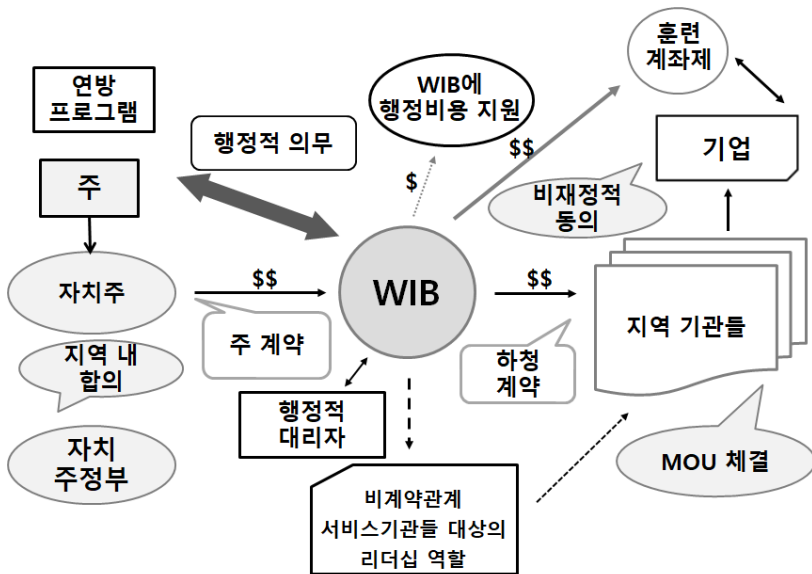 연방
프로그램
주
자치주
지역 내
합의
자치
주정부
행정적 의무
$$
주 계약
WIB에
행정비용 지원
$
$$
WIB
행정적
대리자
비계약관계
서비스기관들 대상의
리더십 역할
$$
하청
계약
훈련
계좌제
기업
비재정적
동의
지역 기관들
MOU 체결